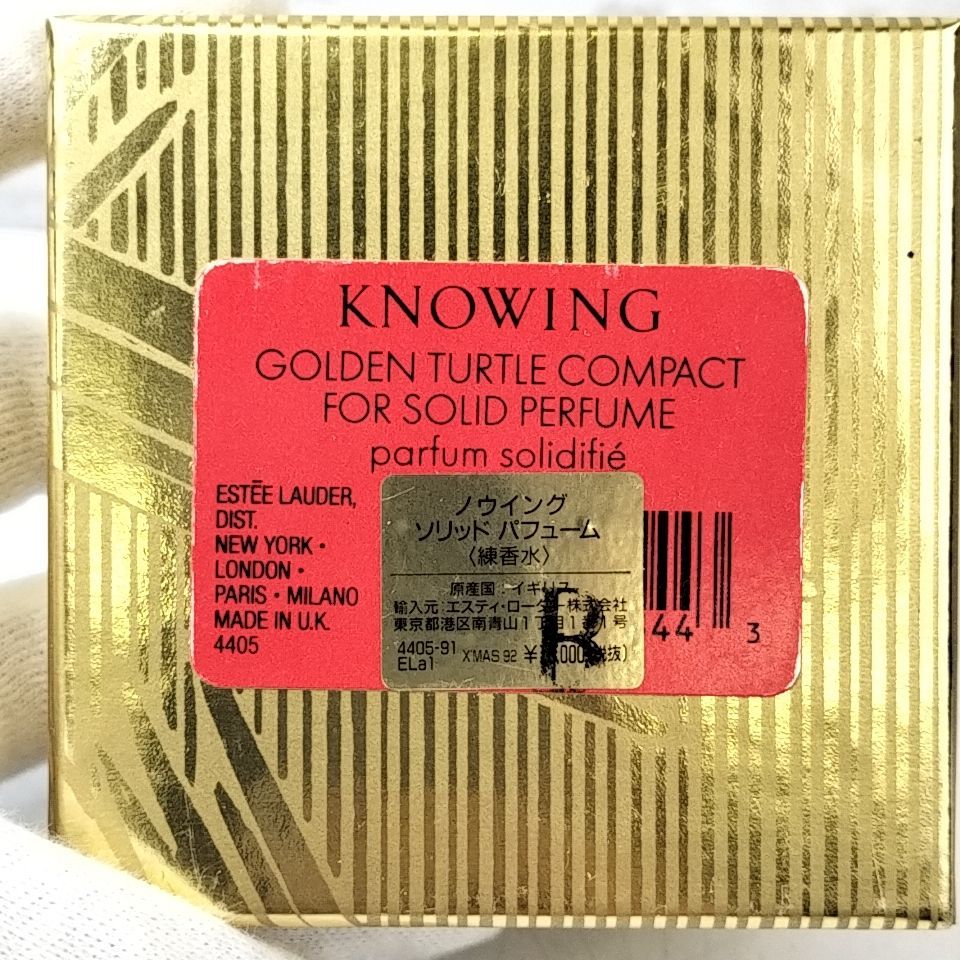 KNOWING
GOLDEN TURTLE COMPACT
FOR SOLID PERFUME
parfum solidifié
ESTĒE LAUDER,
DIST.
NEW YORK •
LONDON •
PARIS • MILANO
MADE IN U.K.
4405
ノウイング
ソリッド パフューム
〈練香水〉
原産国:イギリス
輸入元:エスティ・ローダー株式会社
東京都港区南青山1丁目1番1号
4405-91
ELa1
X'MAS 92 ¥ 000 税抜)
R
44 3